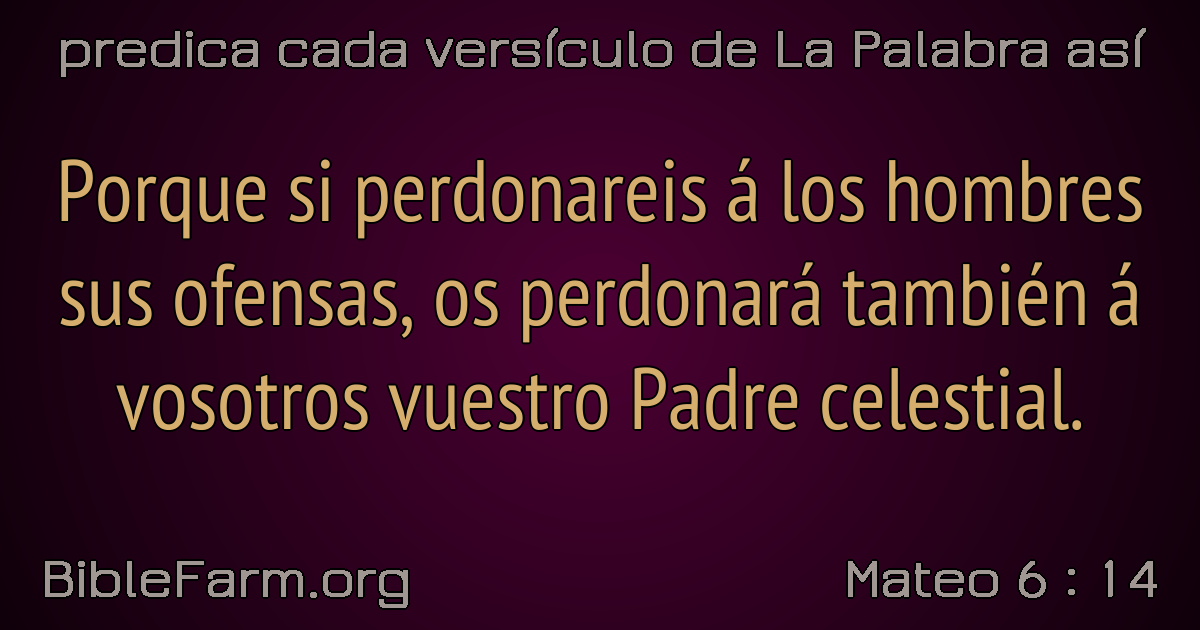 predica cada versículo de La Palabra así
Porque si perdonareis á los hombres
sus ofensas, os perdonará también á
vosotros vuestro Padre celestial.
BibleFarm.org
Mateo 6 : 14